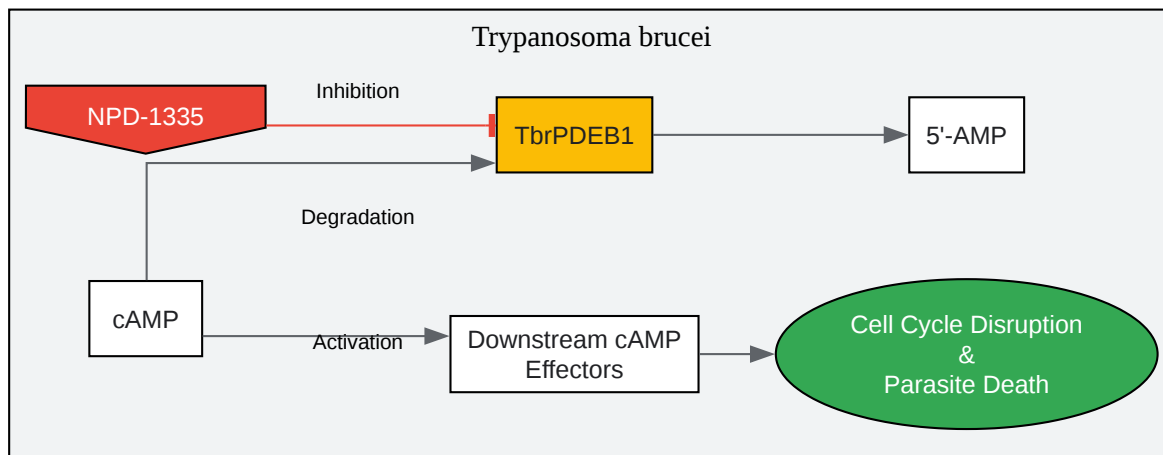 Trypanosoma brucei
Inhibition
NPD-1335
TbrPDEB1
5'-AMP
Degradation
cAMP
Activation
Downstream cAMP
Effectors
Cell Cycle Disruption
&
Parasite Death